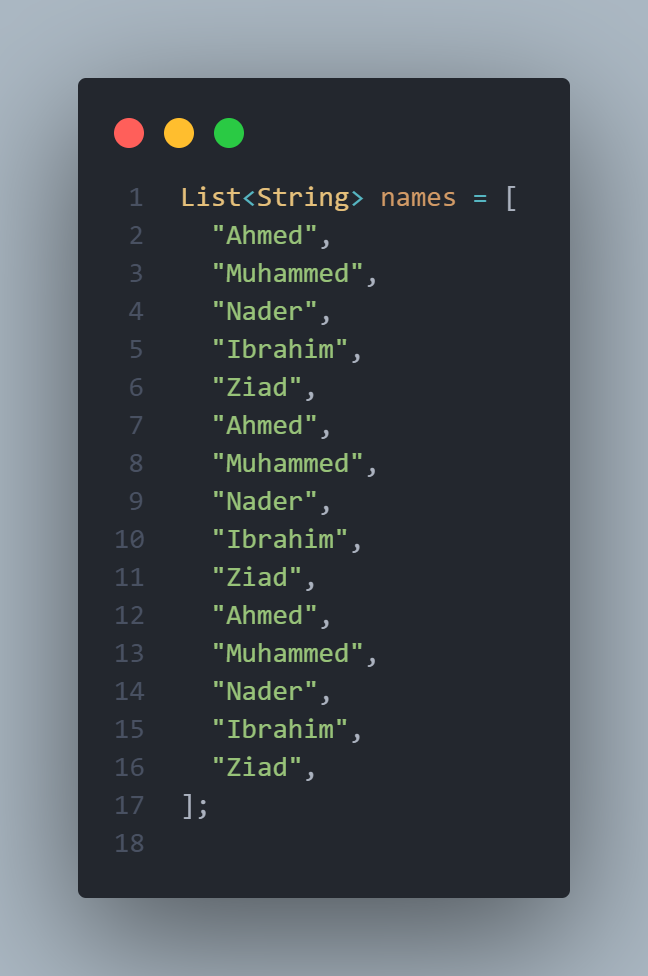 1 List<String> names = [
2   "Ahmed",
3   "Muhammed",
4   "Nader",
5   "Ibrahim",
6   "Ziad",
7   "Ahmed",
8   "Muhammed",
9   "Nader",
10   "Ibrahim",
11   "Ziad",
12   "Ahmed",
13   "Muhammed",
14   "Nader",
15   "Ibrahim",
16   "Ziad",
17 ];
18